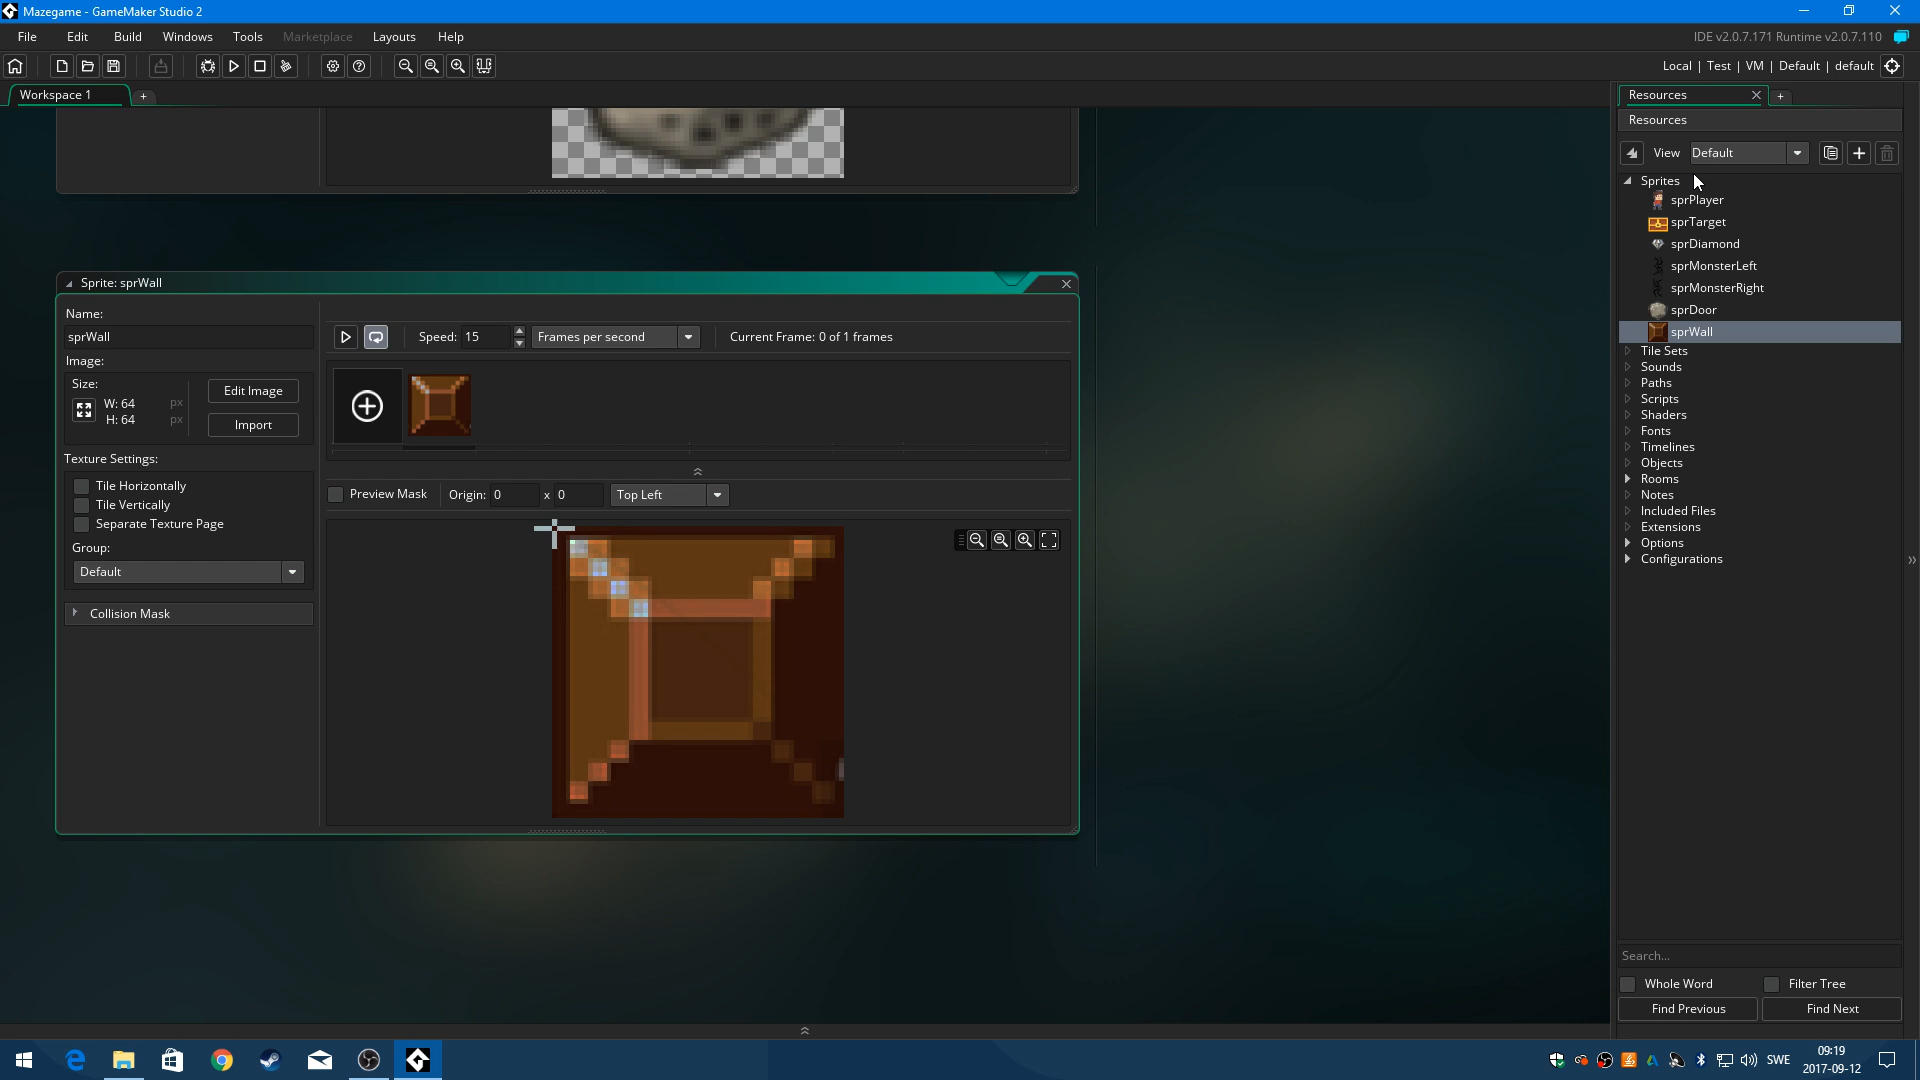 Mazegame - GameMaker Studio 2
File Edit Build Windows Tools Marketplace Layouts Help
IDE v2.0.7.171 Runtime v2.0.7.110
Local | Test | VM | Default | default
Workspace 1
Resources
Resources
View Default
Sprites
sprPlayer
sprTarget
sprDiamond
sprMonsterLeft
sprMonsterRight
sprDoor
sprWall
Tile Sets
Sounds
Paths
Scripts
Shaders
Fonts
Timelines
Objects
Rooms
Notes
Included Files
Extensions
Options
Configurations
Search...
Whole Word Filter Tree
Find Previous Find Next
Sprite: sprWall
Name:
sprWall
Image:
Size:
W: 64 px
H: 64 px
Edit Image
Import
Texture Settings:
Tile Horizontally
Tile Vertically
Separate Texture Page
Group:
Default
Collision Mask
Speed: 15 Frames per second Current Frame: 0 of 1 frames
Preview Mask Origin: 0 x 0 Top Left
SWE
09:19
2017-09-12